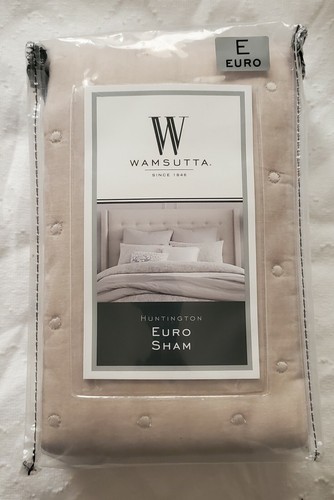 E
EURO
W
WAMSUTTA.
SINCE 1846
HUNTINGTON
EURO
SHAM